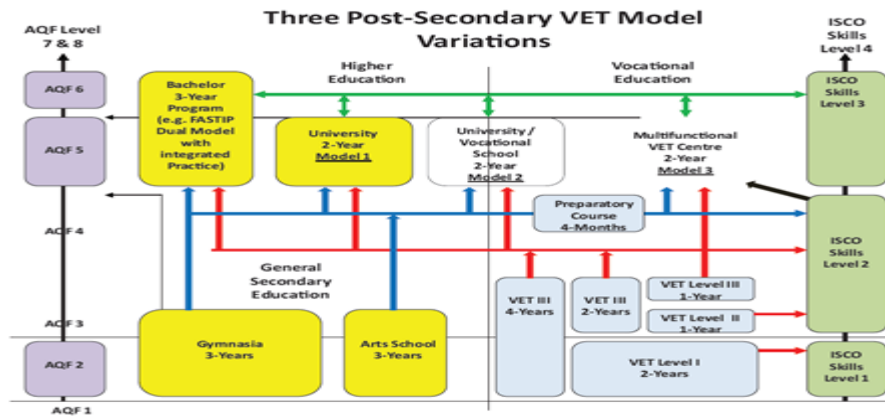 Three Post-Secondary VET Model
Variations
AQF Level
7 & 8
ISCO
Skills
Level 4
Higher
Education
Vocational
Education
AQF 6
Bachelor
3-Year
Program
(e.g. FASTIP
Dual Model
with
integrated
Practice)
ISCO
Skills
Level 3
AQF 5
University
2-Year
Model 1
University /
Vocational
School
2-Year
Model 2
Multifunctional
VET Centre
2-Year
Model 3
Preparatory
Course
4-Months
AQF 4
ISCO
Skills
Level 2
General
Secondary
Education
VET III
4-Years
VET III
2-Years
VET Level III
1-Year
VET Level II
1-Year
AQF 3
Gymnasia
3-Years
Arts School
3-Years
AQF 2
VET Level I
2-Years
ISCO
Skills
Level 1
AQF 1